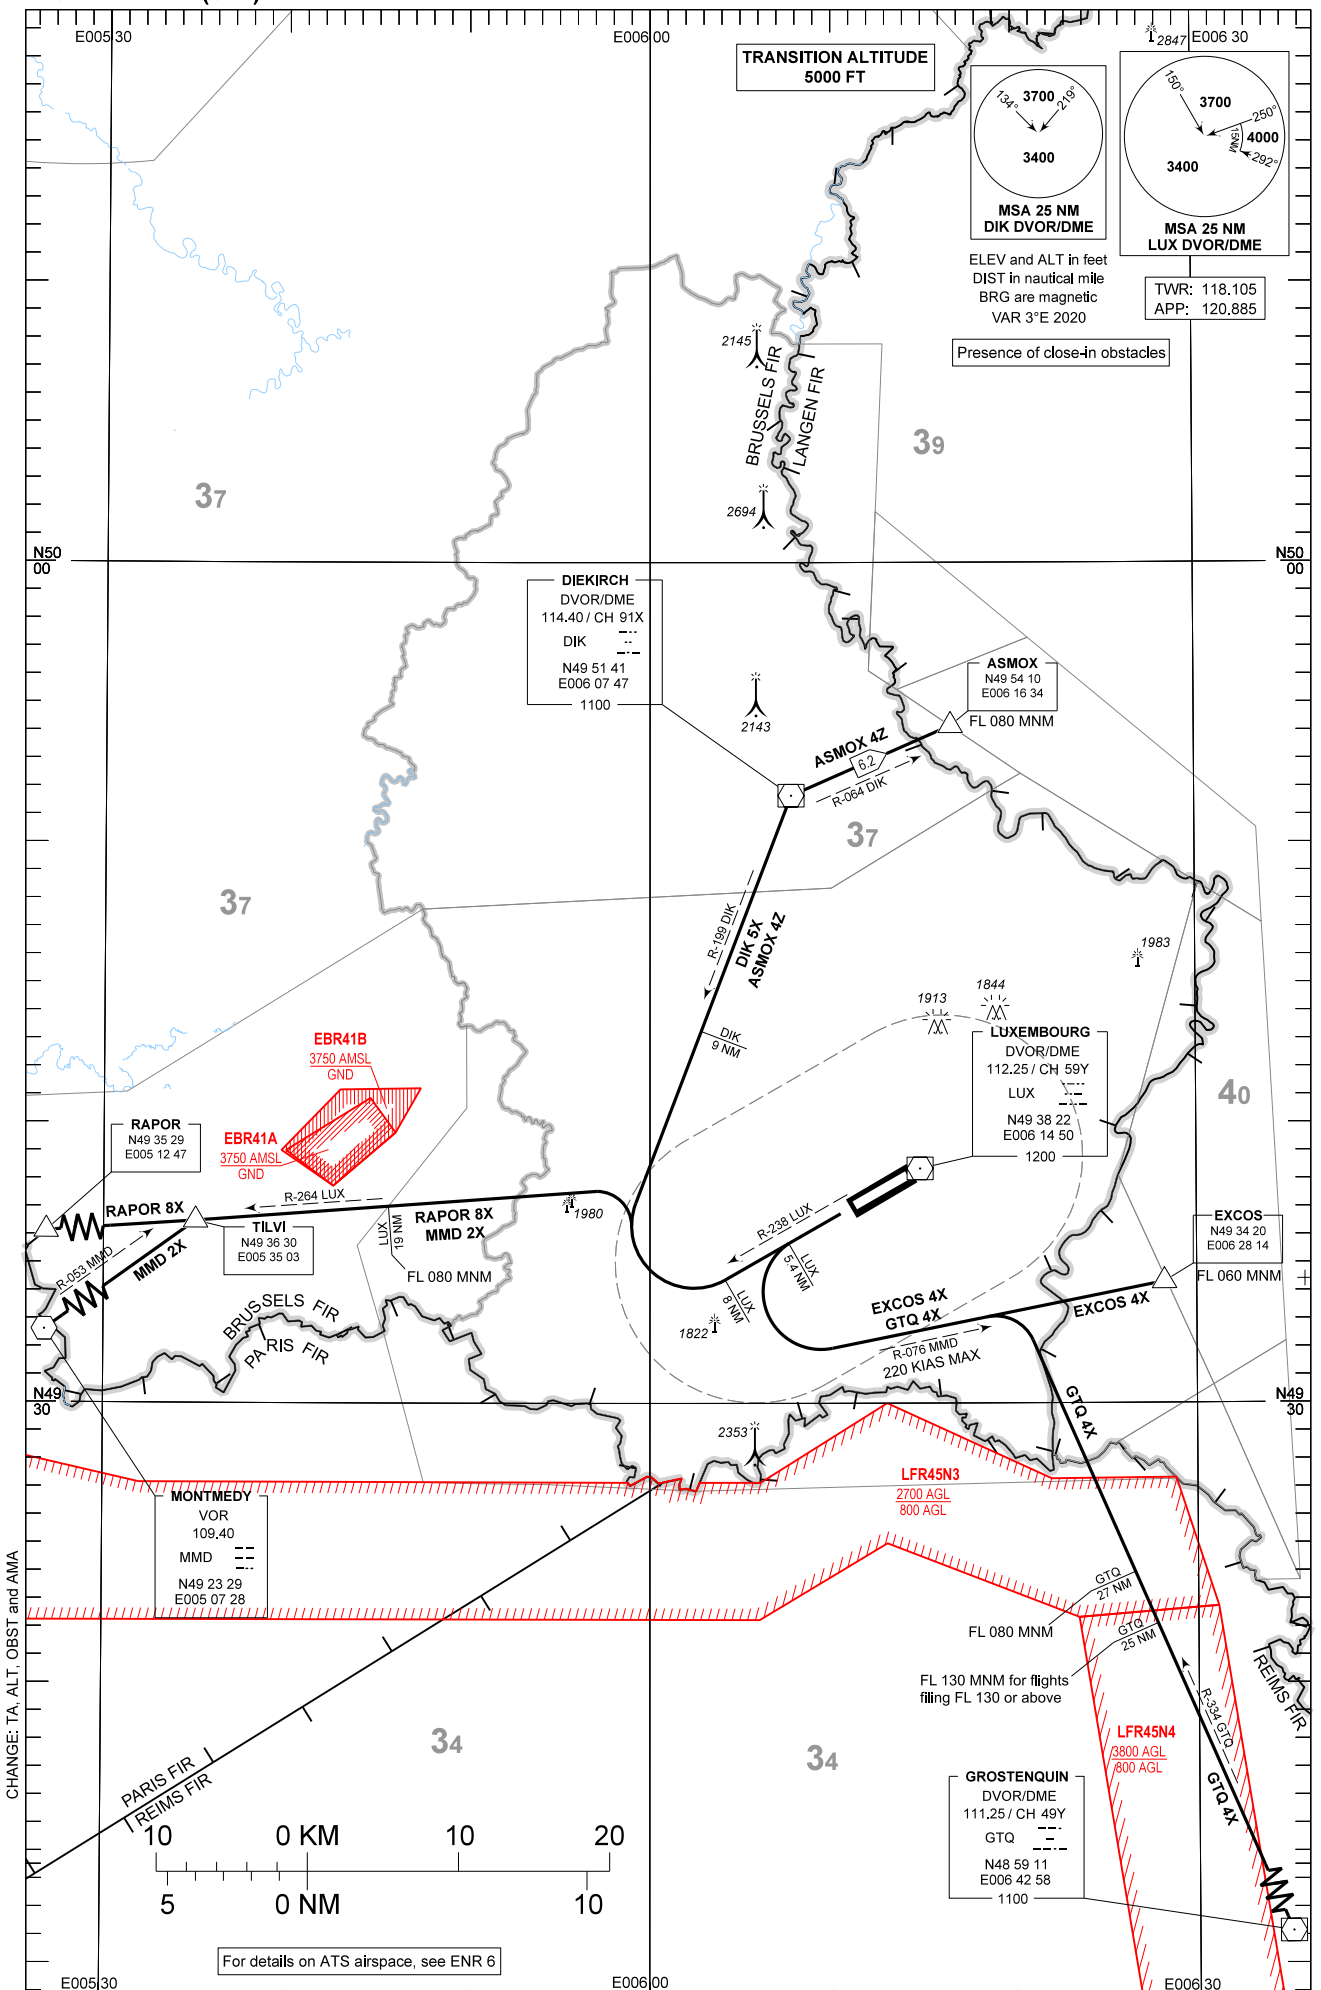 E005 30
E006 00
E006 30
2847
TRANSITION ALTITUDE
5000 FT
134°
3700
219°
3400
MSA 25 NM
DIK DVOR/DME
150°
3700
250°
15NM
4000
292°
3400
MSA 25 NM
LUX DVOR/DME
ELEV and ALT in feet
DIST in nautical mile
BRG are magnetic
VAR 3°E 2020
TWR: 118.105
APP: 120.885
Presence of close-in obstacles
2145
BRUSSELS FIR
LANGEN FIR
39
37
2694
N50
00
N50
00
DIEKIRCH
DVOR/DME
114.40 / CH 91X
DIK
N49 51 41
E006 07 47
1100
ASMOX
N49 54 10
E006 16 34
FL 080 MNM
2143
ASMOX 4Z
6.2
R-064 DIK
37
37
R-199 DIK
DIK 5X
ASMOX 4Z
1983
1913
1844
DIK
9 NM
LUXEMBOURG
DVOR/DME
112.25 / CH 59Y
LUX
N49 38 22
E006 14 50
1200
EBR41B
3750 AMSL
GND
40
RAPOR
N49 35 29
E005 12 47
EBR41A
3750 AMSL
GND
R-264 LUX
RAPOR 8X
RAPOR 8X
MMD 2X
1980
TILVI
N49 36 30
E005 35 03
LUX
19 NM
FL 080 MNM
R-053 MMD
MMD 2X
R-238 LUX
LUX
5.4 NM
LUX
8 NM
EXCOS
N49 34 20
E006 28 14
FL 060 MNM
BRUSSELS FIR
PARIS FIR
1822
EXCOS 4X
GTQ 4X
EXCOS 4X
R-076 MMD
220 KIAS MAX
N49
30
N49
30
GTQ 4X
2353
LFR45N3
2700 AGL
800 AGL
MONTMEDY
VOR
109.40
MMD
N49 23 29
E005 07 28
GTQ
27 NM
FL 080 MNM
GTQ
25 NM
FL 130 MNM for flights
filing FL 130 or above
REIMS FIR
R-334 GTQ
34
34
LFR45N4
3800 AGL
800 AGL
GTQ 4X
PARIS FIR
REIMS FIR
GROSTENQUIN
DVOR/DME
111.25 / CH 49Y
GTQ
N48 59 11
E006 42 58
1100
10 0 KM 10 20
5 0 NM 10
For details on ATS airspace, see ENR 6
CHANGE: TA, ALT, OBST and AMA
E005 30
E006 00
E006 30